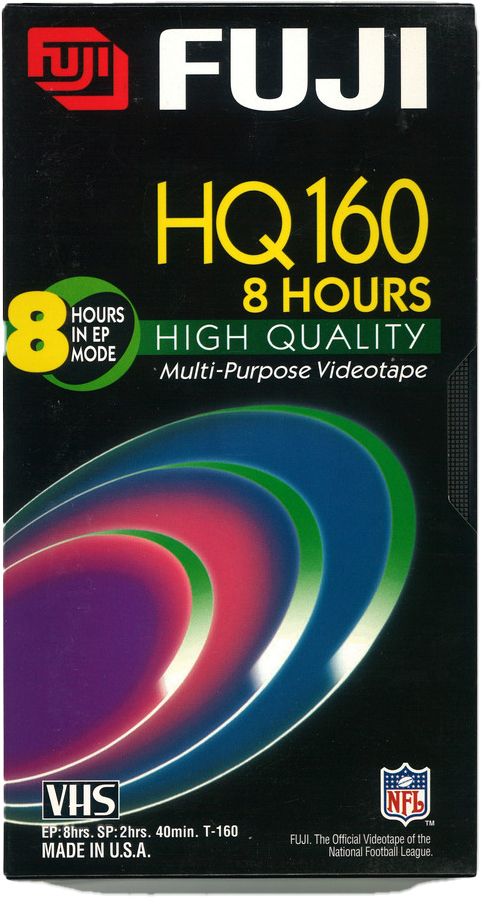 FUJI
FUJI
HQ 160
8 HOURS
8 HOURS
IN EP
MODE
HIGH QUALITY
Multi-Purpose Videotape
VHS
EP:8hrs. SP:2hrs. 40min. T-160
MADE IN U.S.A.
NFL
TM
FUJI. The Official Videotape of the
National Football League.